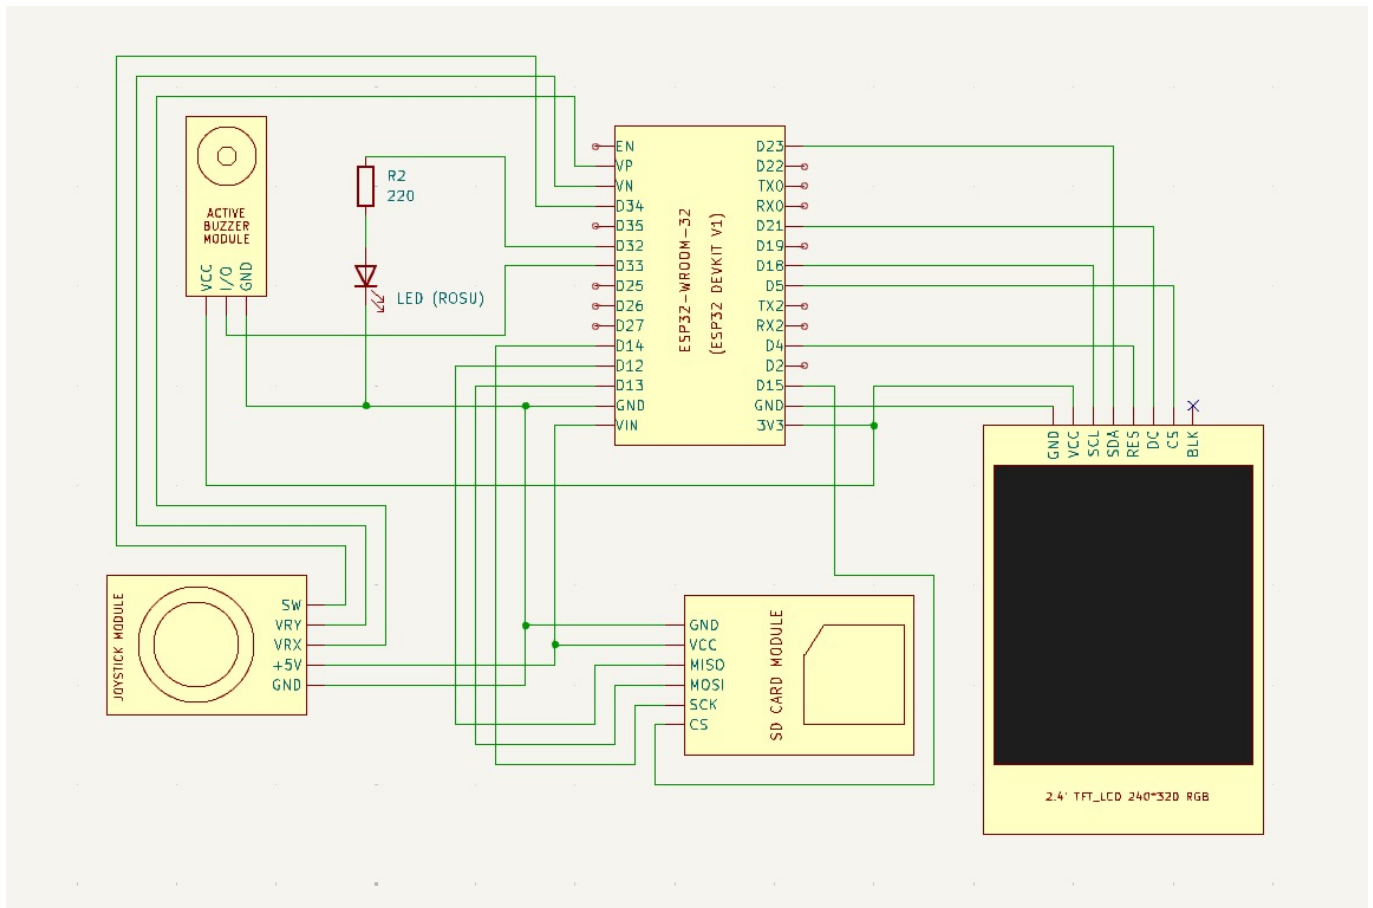 ACTIVE
BUZZER
MODULE
VCC
I/O
GND
R2
220
LED (ROSU)
EN
VP
VN
D34
D35
D32
D33
D25
D26
D27
D14
D12
D13
GND
VIN
ESP32-WROOM-32
(ESP32 DEVKIT V1)
D23
D22
TX0
RX0
D21
D19
D18
D5
TX2
RX2
D4
D2
D15
GND
3V3
GND
VCC
SCL
SDA
RES
DC
CS
BLK
2.4' TFT_LCD 240*320 RGB
JOYSTICK MODULE
SW
VRY
VRX
+5V
GND
GND
VCC
MISO
MOSI
SCK
CS
SD CARD MODULE